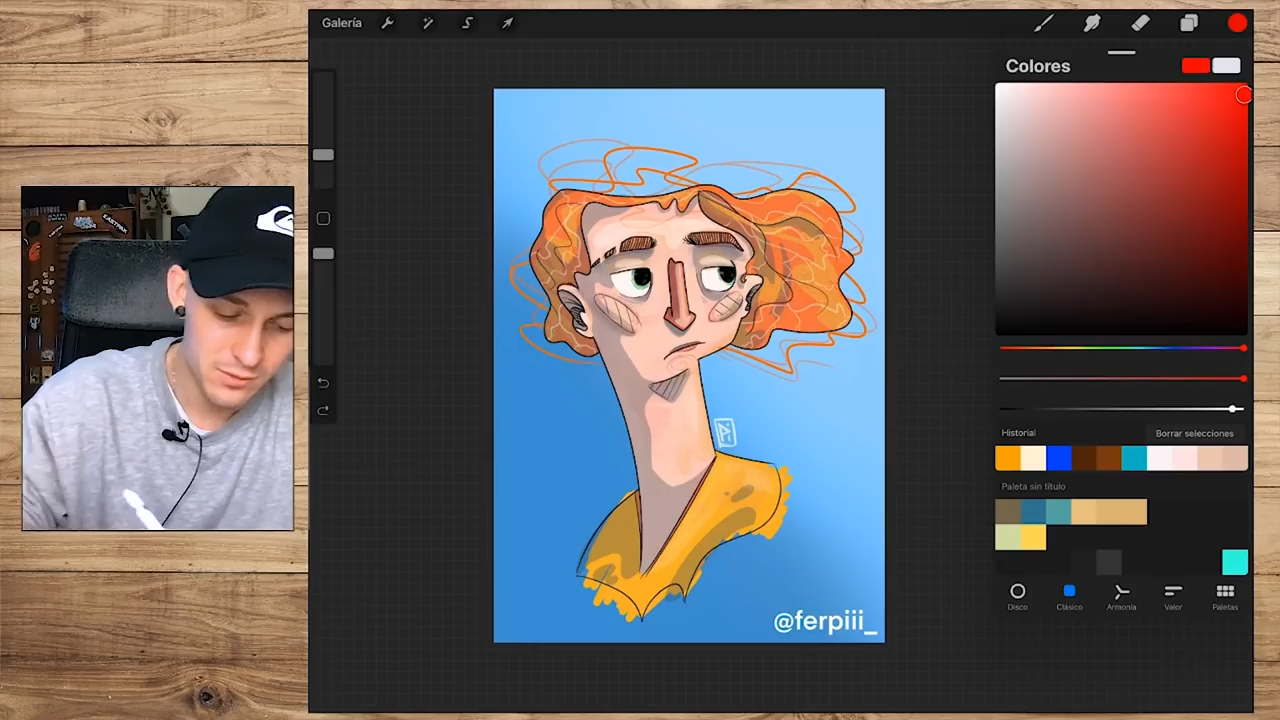 Galería
Colores
Historial
Borrar selecciones
Paleta sin título
@ferpiii_
Disco
Clásico
Armonía
Valor
Paletas